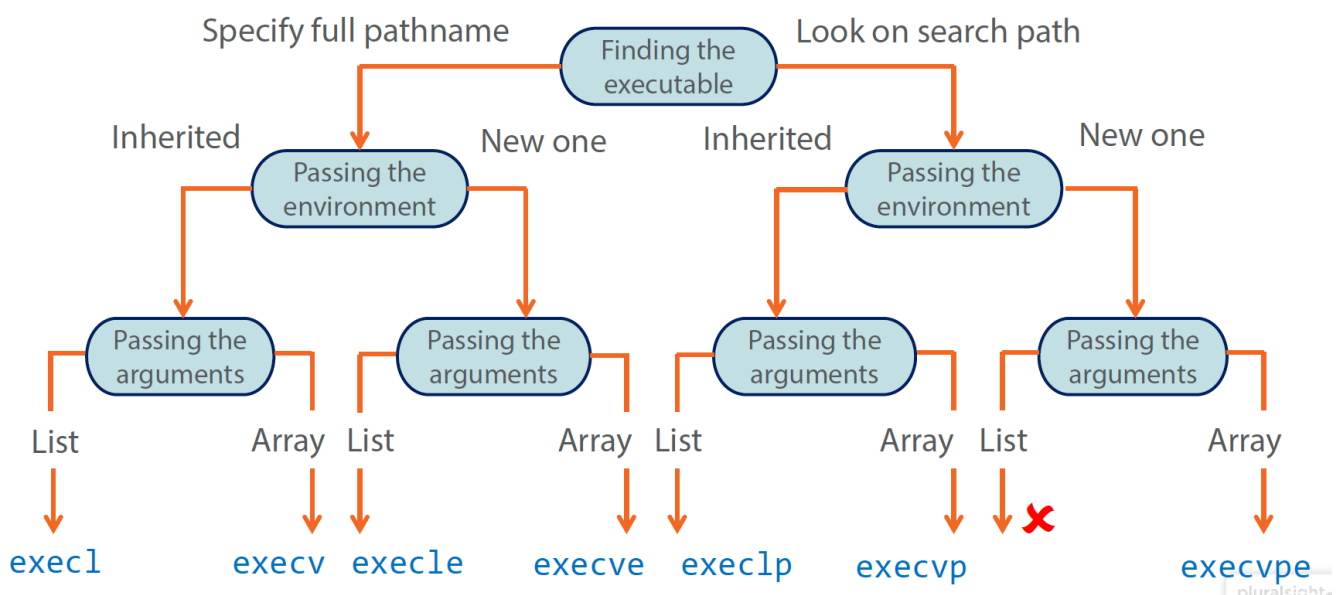 Specify full pathname
Finding the
executable
Look on search path
Inherited
New one
Inherited
New one
Passing the
environment
Passing the
environment
Passing the
arguments
Passing the
arguments
Passing the
arguments
Passing the
arguments
List
Array
List
Array
List
Array
List
Array
execl
execv
execle
execve
execlp
execvp
execvpe
pluralsight